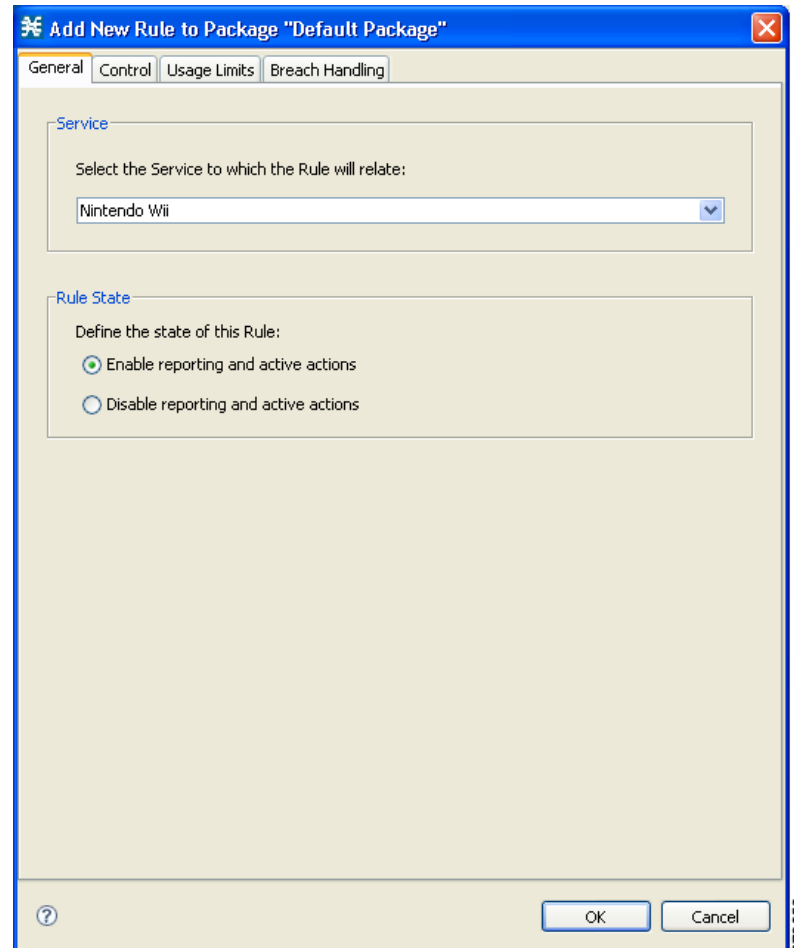 Add New Rule to Package "Default Package"
General Control Usage Limits Breach Handling
Service
Select the Service to which the Rule will relate:
Nintendo Wii
Rule State
Define the state of this Rule:
Enable reporting and active actions
Disable reporting and active actions
?
OK Cancel